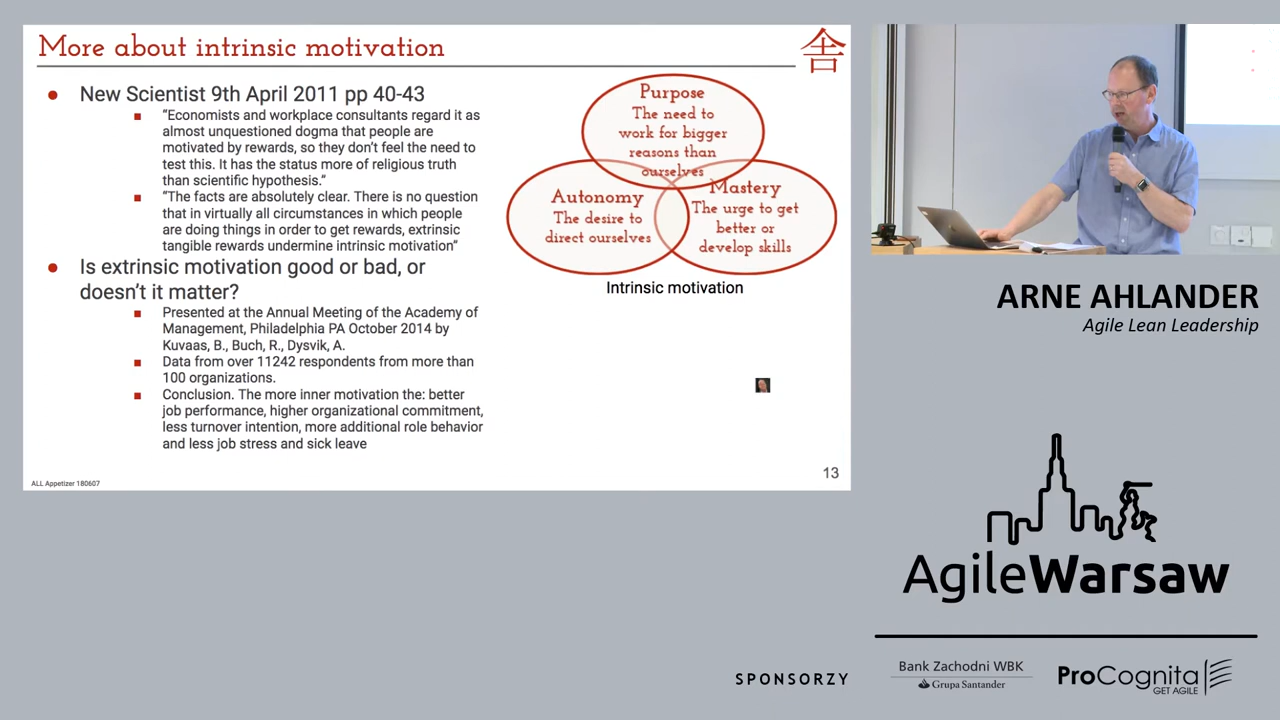 More about intrinsic motivation
舎
New Scientist 9th April 2011 pp 40-43
“Economists and workplace consultants regard it as
almost unquestioned dogma that people are
motivated by rewards, so they don’t feel the need to
test this. It has the status more of religious truth
than scientific hypothesis.”
“The facts are absolutely clear. There is no question
that in virtually all circumstances in which people
are doing things in order to get rewards, extrinsic
tangible rewards undermine intrinsic motivation”
Is extrinsic motivation good or bad, or
doesn’t it matter?
Presented at the Annual Meeting of the Academy of
Management, Philadelphia PA October 2014 by
Kuvaas, B., Buch, R., Dysvik, A.
Data from over 11242 respondents from more than
100 organizations.
Conclusion. The more inner motivation the: better
job performance, higher organizational commitment,
less turnover intention, more additional role behavior
and less job stress and sick leave
Purpose
The need to
work for bigger
reasons than
ourselves
Autonomy
The desire to
direct ourselves
Mastery
The urge to get
better or
develop skills
Intrinsic motivation
13
ALL Appetizer 180607
ARNE AHLANDER
Agile Lean Leadership
AgileWarsaw
SPONSORZY
Bank Zachodni WBK
Grupa Santander
ProCognita
GET AGILE